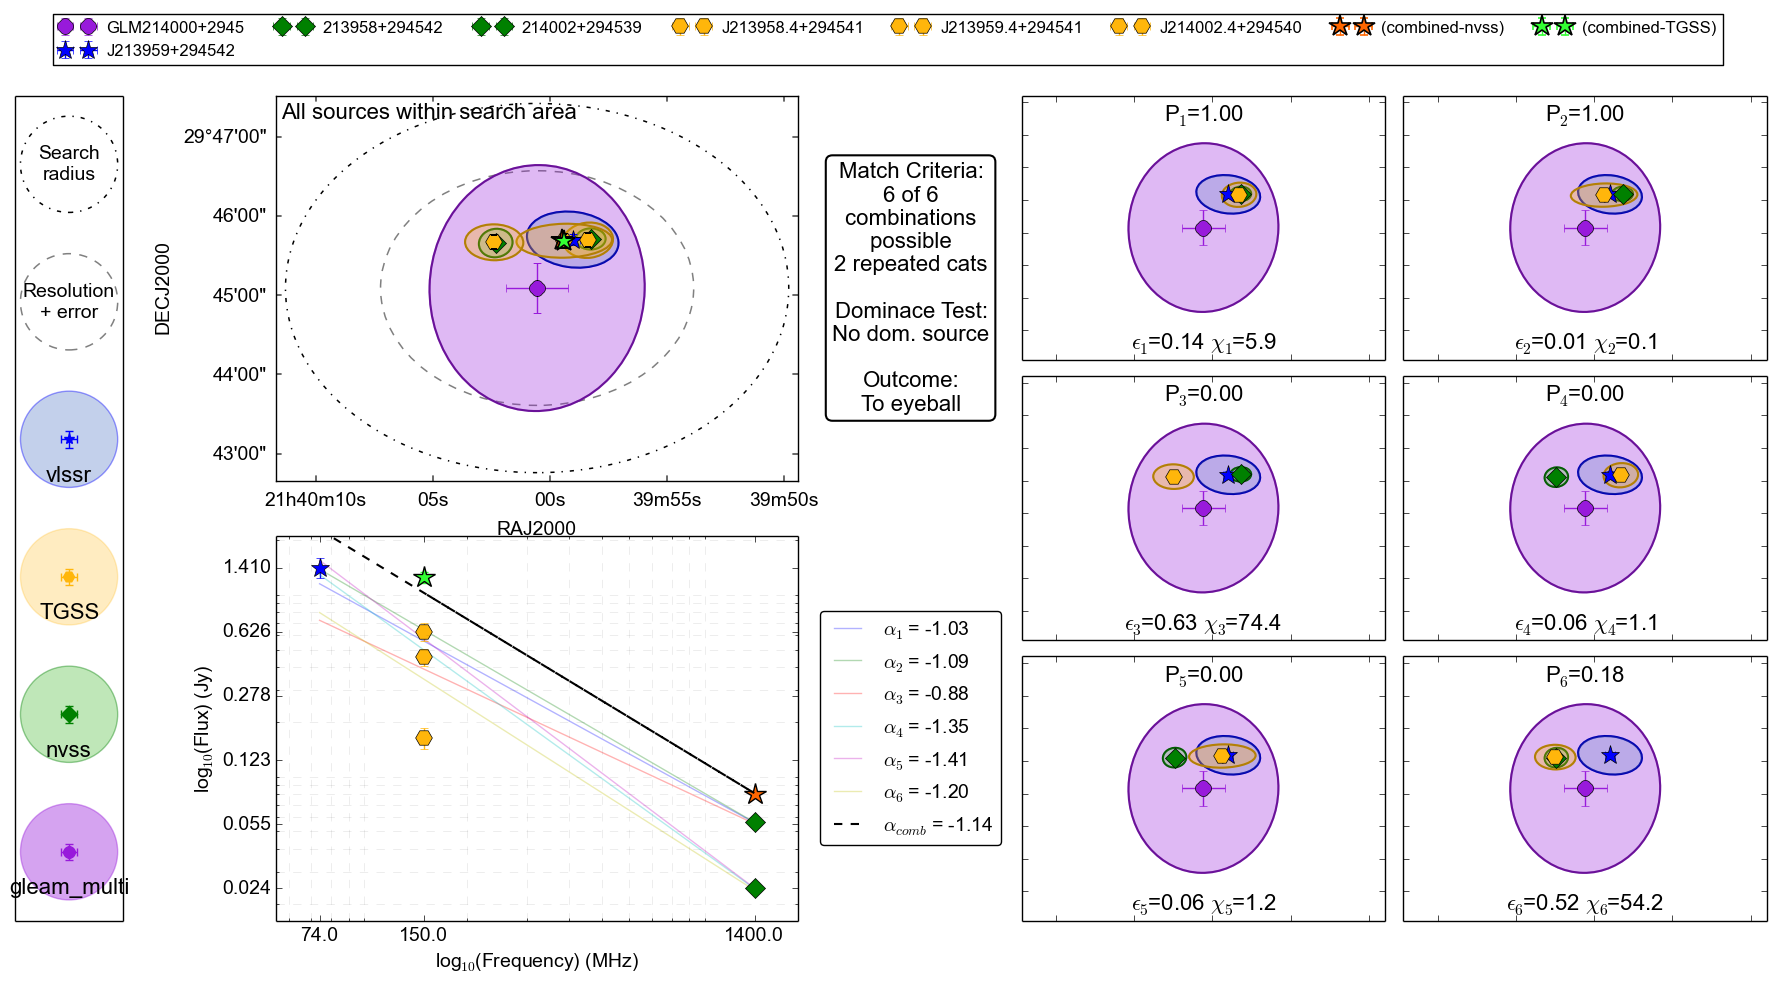 GLM214000+2945
213958+294542
214002+294539
J213958.4+294541
J213959.4+294541
J214002.4+294540
(combined-nvss)
(combined-TGSS)
J213959+294542
Search
radius
Resolution
+ error
vlssr
TGSS
nvss
gleam_multi
All sources within search area
DECJ2000
29°47'00"
46'00"
45'00"
44'00"
43'00"
21h40m10s
05s
00s
39m55s
39m50s
RAJ2000
Match Criteria:
6 of 6
combinations
possible
2 repeated cats
Dominace Test:
No dom. source
Outcome:
To eyeball
log₁₀(Flux) (Jy)
1.410
0.626
0.278
0.123
0.055
0.024
74.0
150.0
1400.0
log₁₀(Frequency) (MHz)
α₁ = -1.03
α₂ = -1.09
α₃ = -0.88
α₄ = -1.35
α₅ = -1.41
α₆ = -1.20
α_comb = -1.14
P₁=1.00
ϵ₁=0.14 χ₁=5.9
P₂=1.00
ϵ₂=0.01 χ₂=0.1
P₃=0.00
ϵ₃=0.63 χ₃=74.4
P₄=0.00
ϵ₄=0.06 χ₄=1.1
P₅=0.00
ϵ₅=0.06 χ₅=1.2
P₆=0.18
ϵ₆=0.52 χ₆=54.2